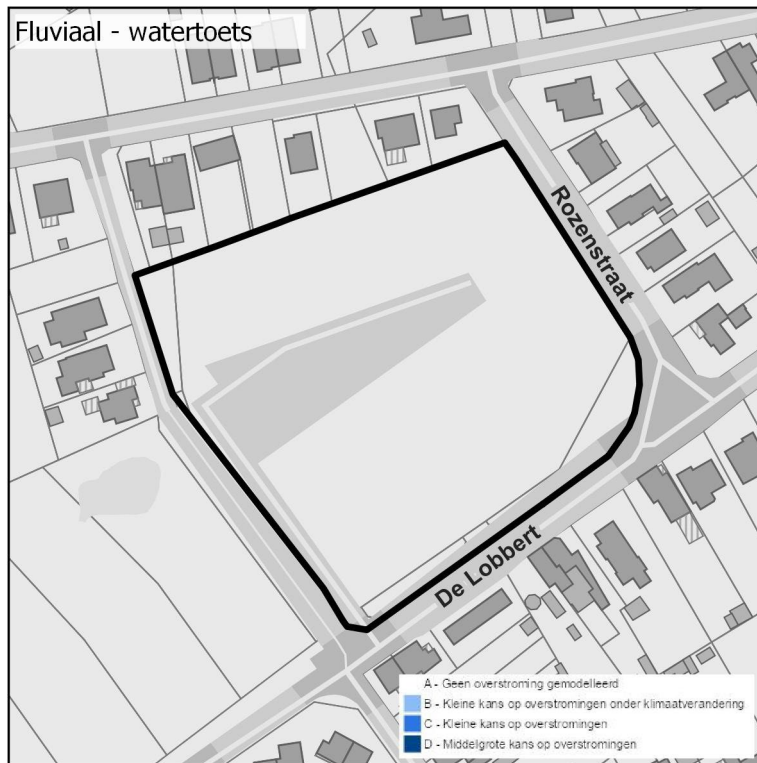 Fluviaal - watertoets
Rozenstraat
De Lobbert
A - Geen overstroming gemodelleerd
B - Kleine kans op overstromingen onder klimaatverandering
C - Kleine kans op overstromingen
D - Middelgrote kans op overstromingen